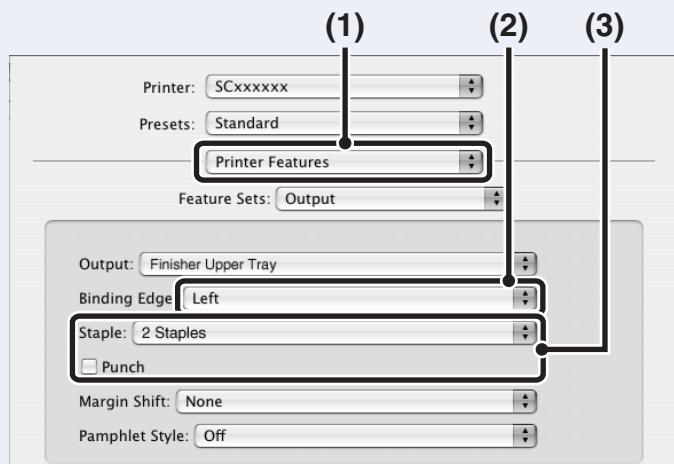 (1) (2) (3)
Printer: SCxxxxxx
Presets: Standard
Printer Features
Feature Sets: Output
Output: Finisher Upper Tray
Binding Edge: Left
Staple: 2 Staples
Punch
Margin Shift: None
Pamphlet Style: Off